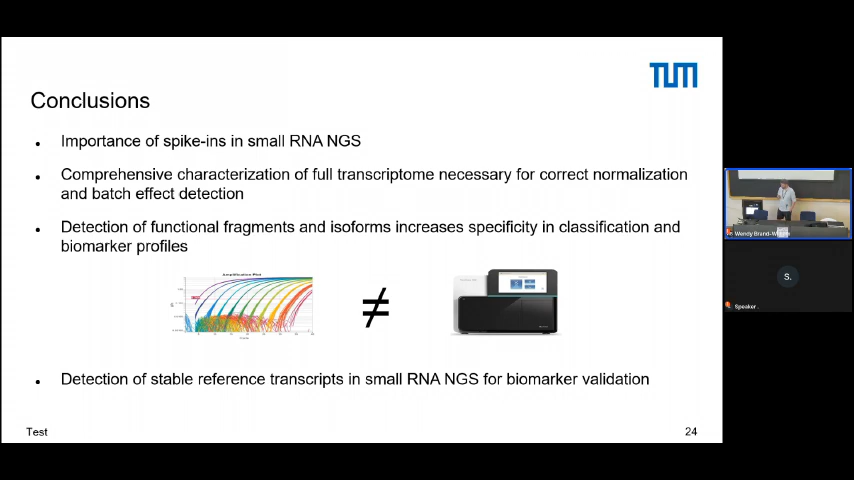 TUM
Conclusions
Importance of spike-ins in small RNA NGS
Comprehensive characterization of full transcriptome necessary for correct normalization
and batch effect detection
Detection of functional fragments and isoforms increases specificity in classification and
biomarker profiles
Amplification Plot
≠
Detection of stable reference transcripts in small RNA NGS for biomarker validation
Test
24
Wendy Brand-W
S.
Speaker